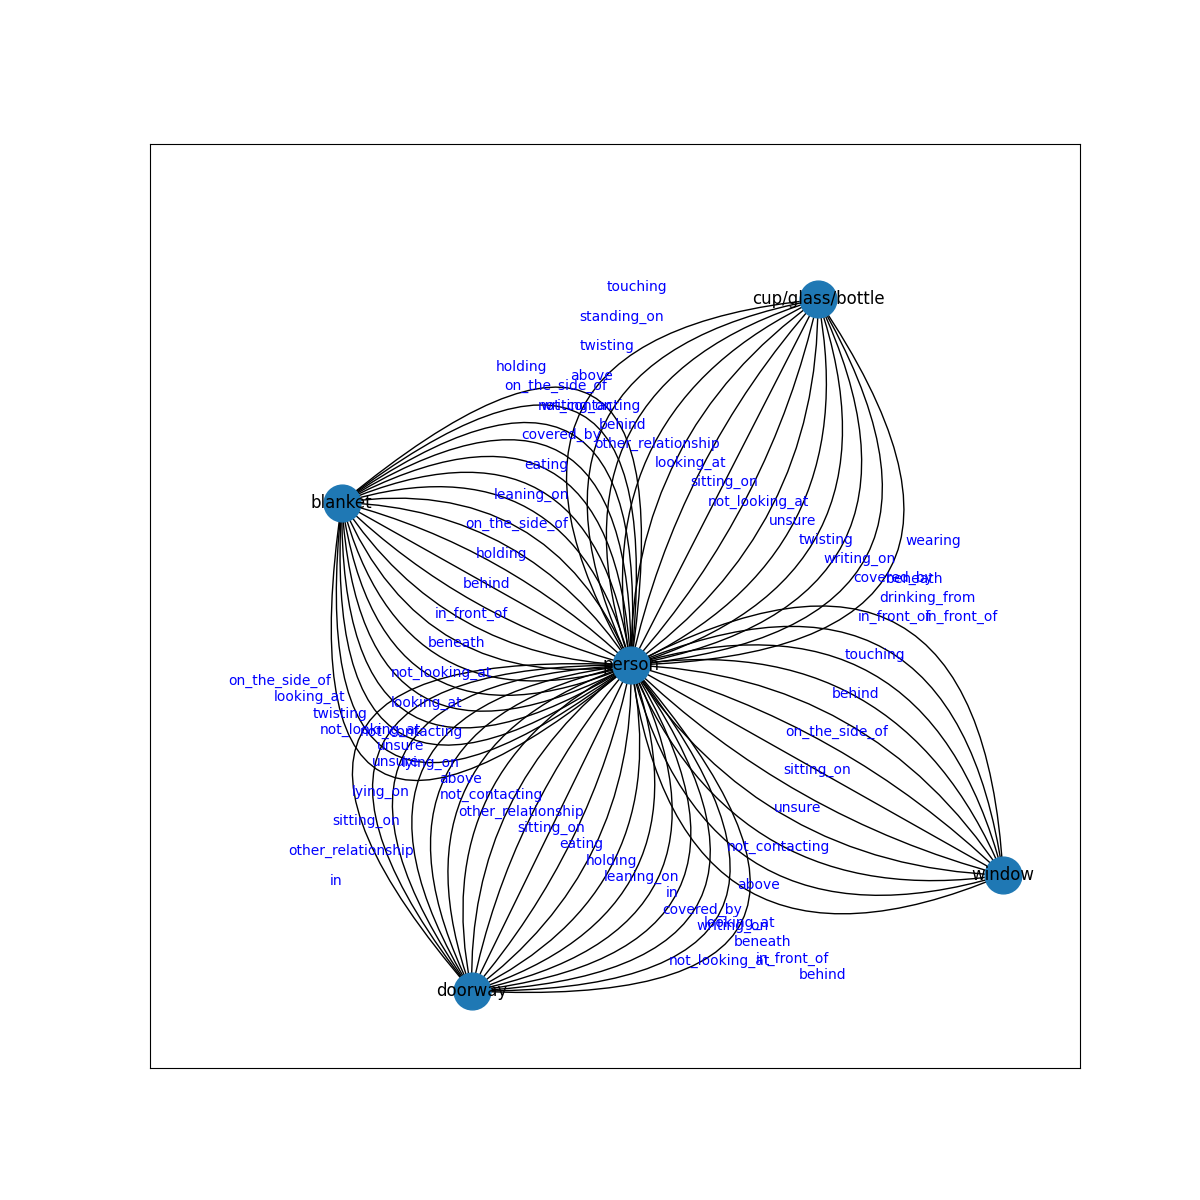 touching
cup/glass/bottle
standing_on
twisting
holding
above
on_the_side_of
writing_on
not_contacting
behind
covered_by
other_relationship
looking_at
eating
sitting_on
leaning_on
not_looking_at
blanket
unsure
on_the_side_of
twisting
wearing
holding
writing_on
covered_by
beneath
behind
drinking_from
in_front_of
in_front_of
in_front_of
beneath
touching
person
not_looking_at
on_the_side_of
behind
looking_at
looking_at
twisting
not_looking_at
not_contacting
on_the_side_of
unsure
unsure
lying_on
sitting_on
above
lying_on
not_contacting
unsure
other_relationship
sitting_on
sitting_on
eating
not_contacting
other_relationship
holding
window
leaning_on
in
above
in
covered_by
looking_at
writing_on
beneath
not_looking_at
in_front_of
behind
doorway